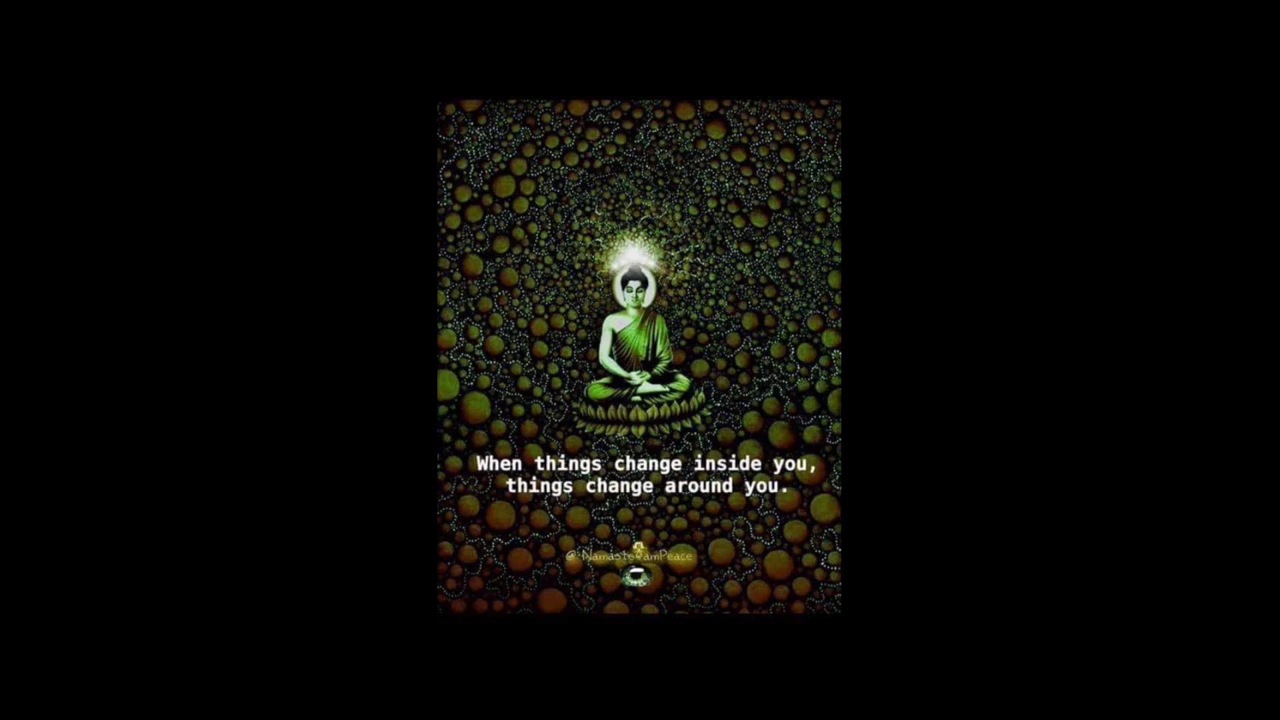 When things change inside you,
things change around you.